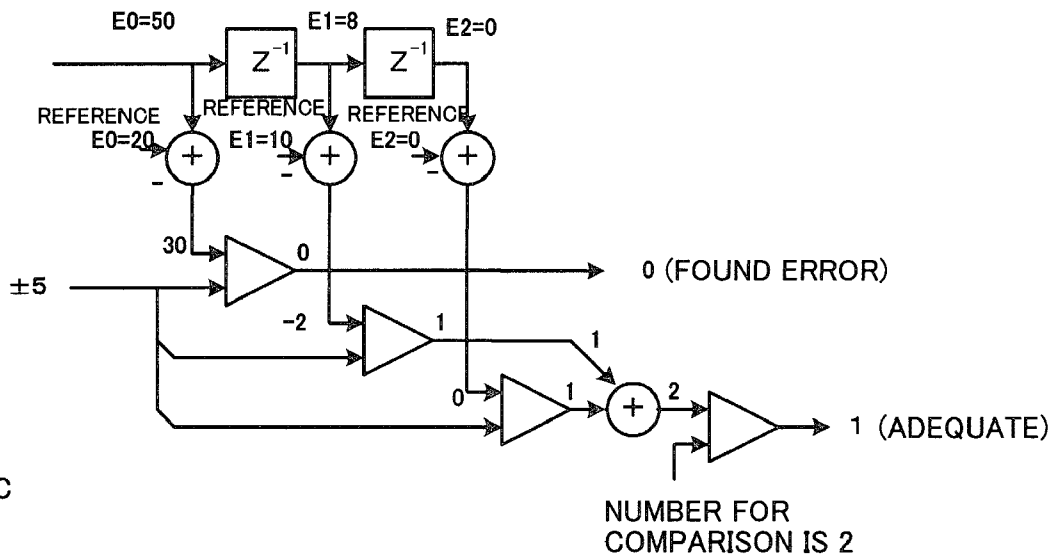 E0=50
E1=8
E2=0
Z⁻¹
Z⁻¹
REFERENCE
E0=20
REFERENCE
E1=10
REFERENCE
E2=0
+
+
+
-
-
-
30
0
0 (FOUND ERROR)
±5
-2
1
1
0
1
+
2
1 (ADEQUATE)
C
NUMBER FOR
COMPARISON IS 2